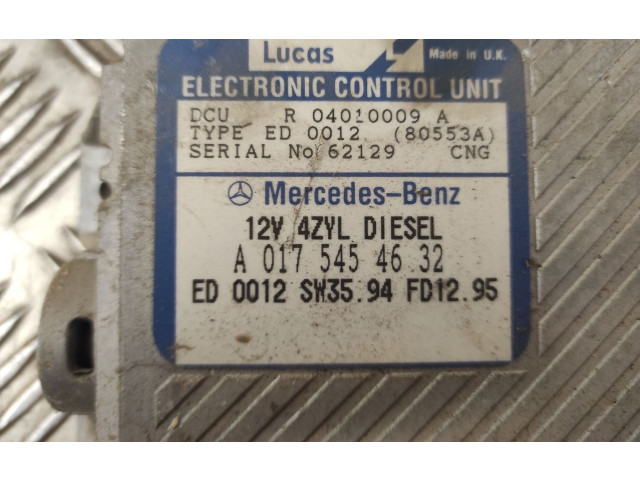 Lucas
Made in U.K.
ELECTRONIC CONTROL UNIT
DCU R 04010009 A
TYPE ED 0012 (80553A)
SERIAL No 62129 CNG
Mercedes-Benz
12V 4ZYL DIESEL
A 017 545 46 32
ED 0012 SW35.94 FD12.95